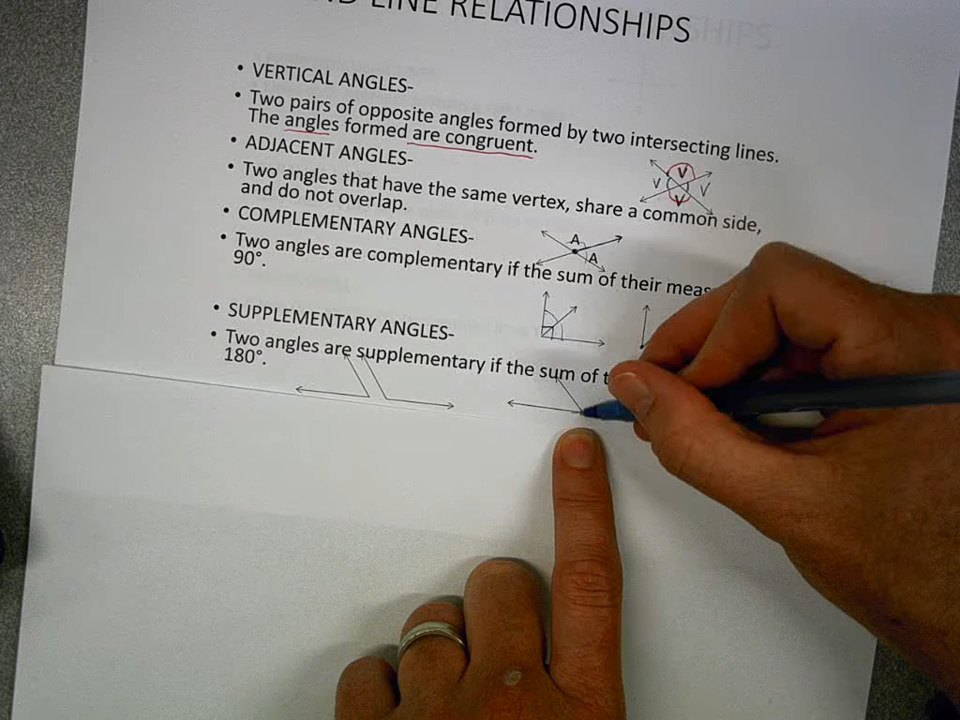 LINE RELATIONSHIPS
• VERTICAL ANGLES-
• Two pairs of opposite angles formed by two intersecting lines.
The angles formed are congruent.
• ADJACENT ANGLES-
V
V V
V
• Two angles that have the same vertex, share a common side,
and do not overlap.
• COMPLEMENTARY ANGLES-
A
A
• Two angles are complementary if the sum of their
90°.
• SUPPLEMENTARY ANGLES-
• Two angles are supplementary if the sum of
180°.